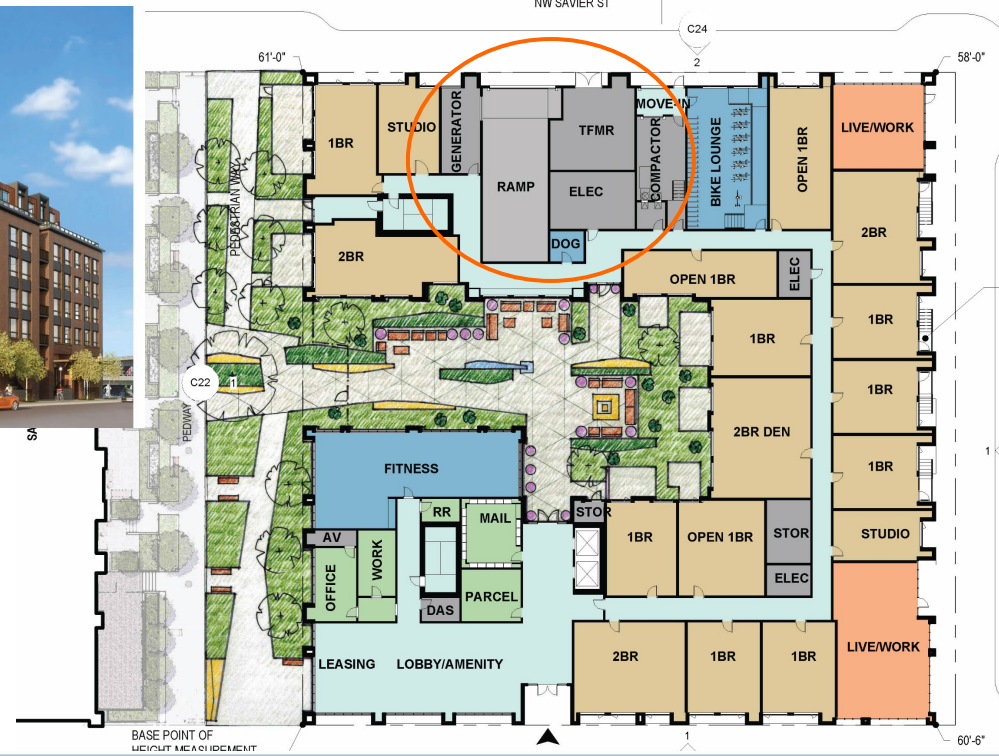 NW SAVIER ST
C24
2
61'-0"
58'-0"
1BR
STUDIO
GENERATOR
RAMP
TFMR
MOVE-IN
COMPACTOR
BIKE LOUNGE
OPEN 1BR
LIVE/WORK
ELEC
DOG
2BR
PEDESTRIAN WAY
2BR
OPEN 1BR
ELEC
1BR
1BR
C22
1
PEDWAY
SA
1BR
2BR DEN
1
FITNESS
1BR
RR
MAIL
STOR
AV
WORK
OFFICE
1BR
OPEN 1BR
STOR
STUDIO
ELEC
DAS
PARCEL
LEASING
LOBBY/AMENITY
2BR
1BR
1BR
LIVE/WORK
BASE POINT OF
HEIGHT MEASUREMENT
1
60'-6"